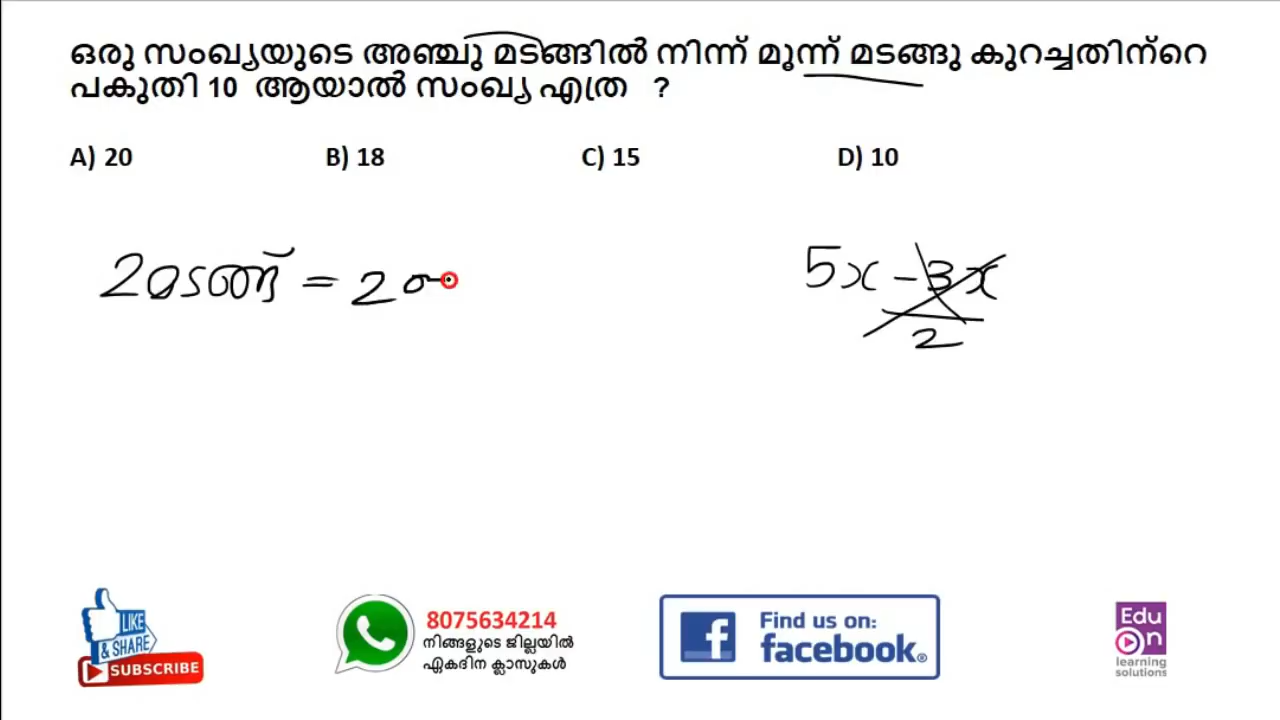 ഒരു സംഖ്യയുടെ അഞ്ചു മടങ്ങിൽ നിന്ന് മൂന്ന് മടങ്ങു കുറച്ചതിന്റെ
പകുതി 10 ആയാൽ സംഖ്യ എത്ര ?
A) 20 B) 18 C) 15 D) 10
2മടങ്ങ് = 20
5x - 3x
2
LIKE
& SHARE
SUBSCRIBE
8075634214
നിങ്ങളുടെ ജില്ലയിൽ
ഏകദിന ക്ലാസുകൾ
Find us on:
facebook®
Edu
On
learning
solutions